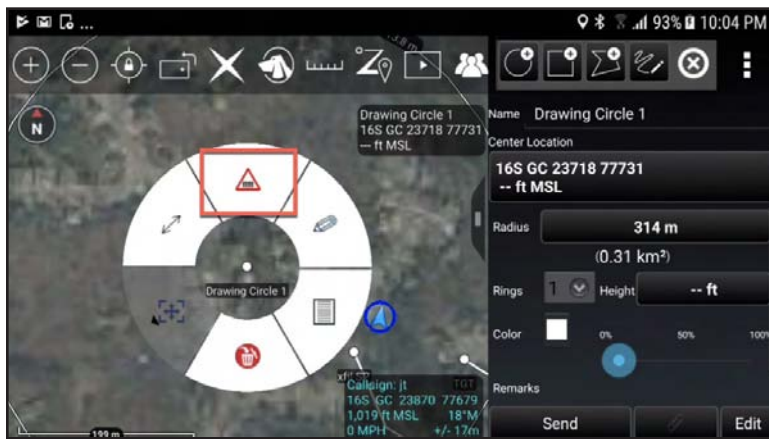 93% 10:04 PM
13.8 m
N
Drawing Circle 1
16S GC 23718 77731
--- ft MSL
Drawing Circle 1
199 m
Callsign: jt
TGT
16S GC 23870 77679
1,019 ft MSL 18°M
0 MPH +/- 17m
Name Drawing Circle 1
Center Location
16S GC 23718 77731
-- ft MSL
Radius 314 m
(0.31 km²)
Rings 1 Height -- ft
Color 0% 50% 100%
Remarks
Send Edit